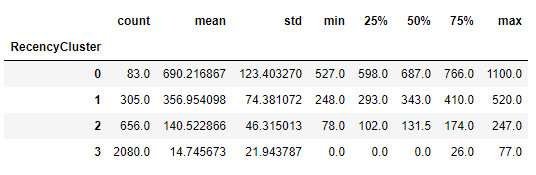 count mean std min 25% 50% 75% max
RecencyCluster
0 83.0 690.216867 123.403270 527.0 598.0 687.0 766.0 1100.0
1 305.0 356.954098 74.381072 248.0 293.0 343.0 410.0 520.0
2 656.0 140.522866 46.315013 78.0 102.0 131.5 174.0 247.0
3 2080.0 14.745673 21.943787 0.0 0.0 0.0 26.0 77.0